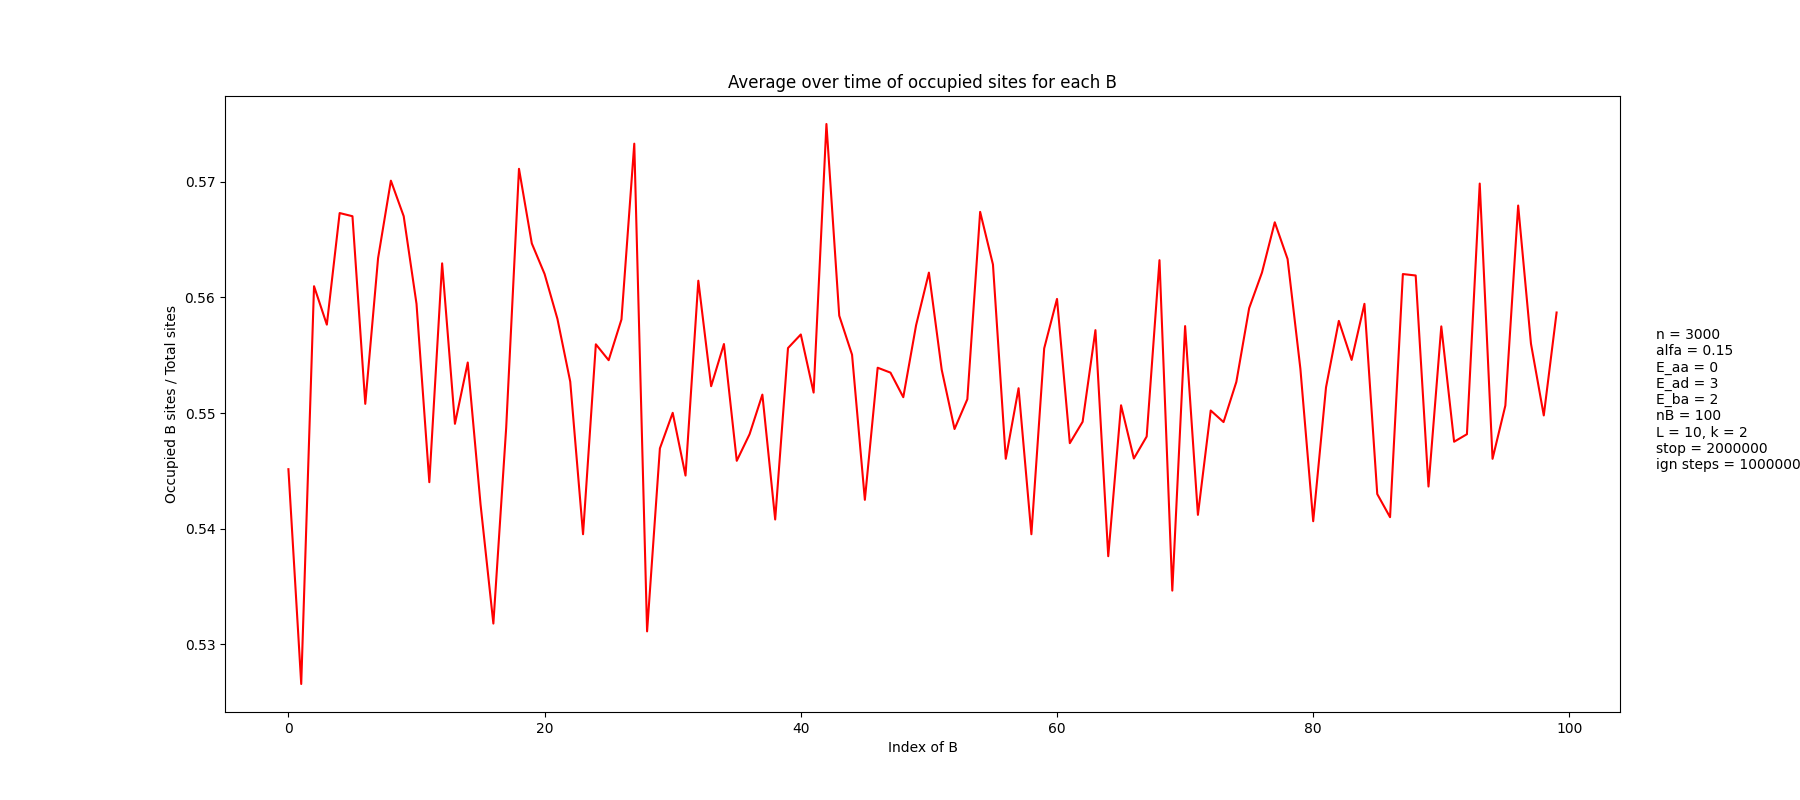 Average over time of occupied sites for each B
Occupied B sites / Total sites
0.57
0.56
0.55
0.54
0.53
0
20
40
60
80
100
Index of B
n = 3000
alfa = 0.15
E_aa = 0
E_ad = 3
E_ba = 2
nB = 100
L = 10, k = 2
stop = 2000000
ign steps = 1000000